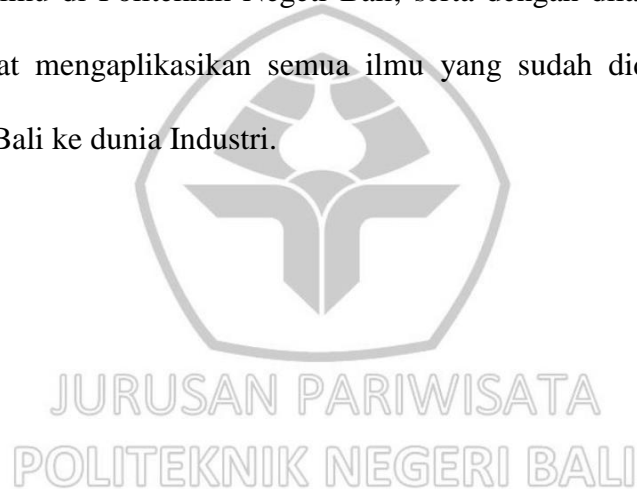 di Politeknik Negeri Bali, serta dengan
mengaplikasikan semua ilmu yang sudah
Bali ke dunia Industri.
JURUSAN PARIWISATA
POLITEKNIK NEGERI BALI